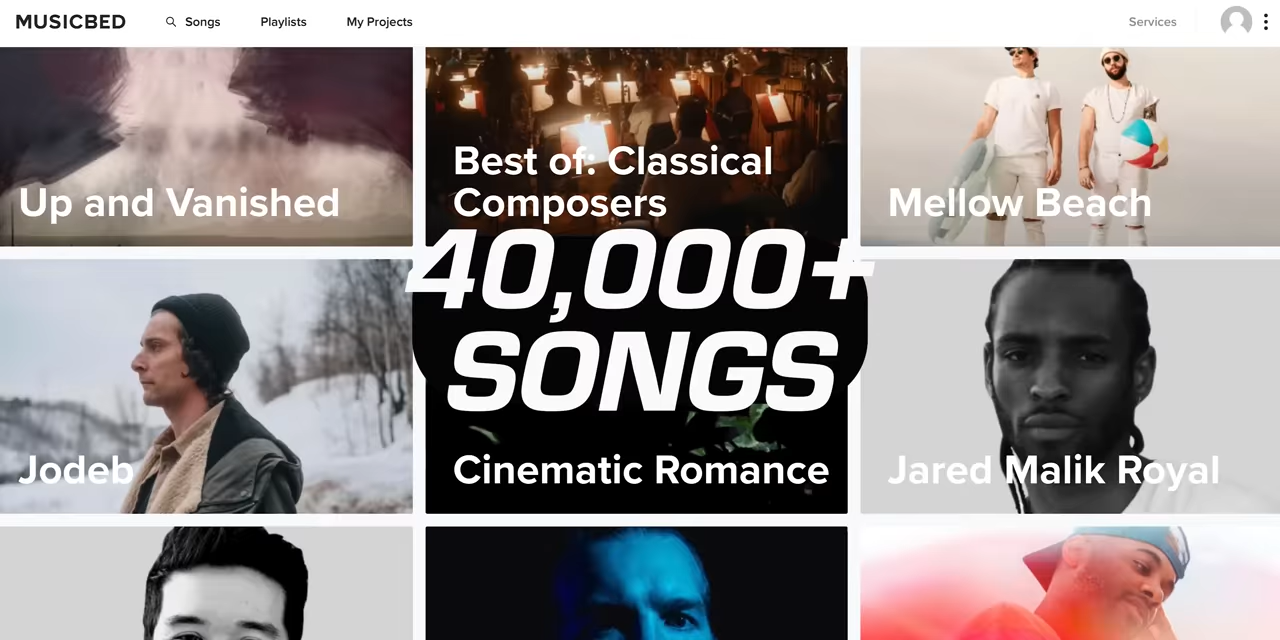 MUSICBED
Songs
Playlists
My Projects
Services
Up and Vanished
Best of: Classical
Composers
Mellow Beach
40,000+
SONGS
Jodeb
Cinematic Romance
Jared Malik Royal